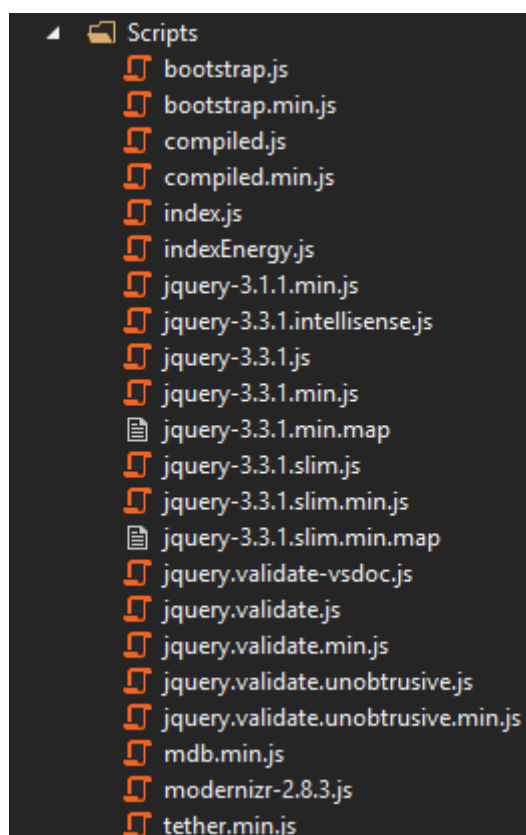 Scripts
bootstrap.js
bootstrap.min.js
compiled.js
compiled.min.js
index.js
indexEnergy.js
jquery-3.1.1.min.js
jquery-3.3.1.intellisense.js
jquery-3.3.1.js
jquery-3.3.1.min.js
jquery-3.3.1.min.map
jquery-3.3.1.slim.js
jquery-3.3.1.slim.min.js
jquery-3.3.1.slim.min.map
jquery.validate-vsdoc.js
jquery.validate.js
jquery.validate.min.js
jquery.validate.unobtrusive.js
jquery.validate.unobtrusive.min.js
mdb.min.js
modernizr-2.8.3.js
tether.min.js